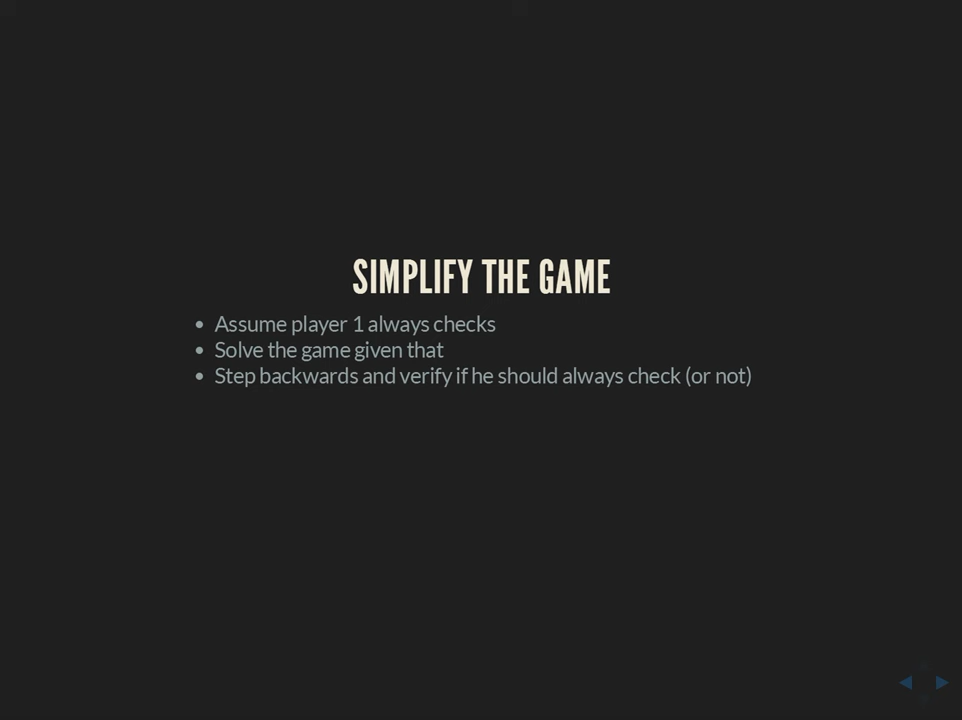 SIMPLIFY THE GAME
• Assume player 1 always checks
• Solve the game given that
• Step backwards and verify if he should always check (or not)